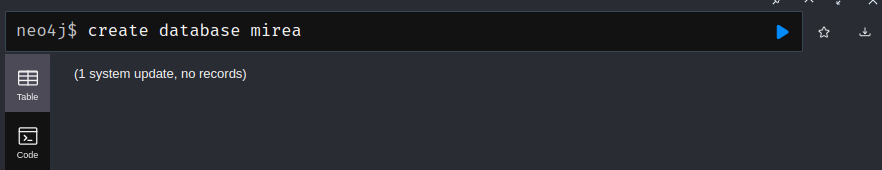 neo4j$ create database mirea
(1 system update, no records)
Table
Code